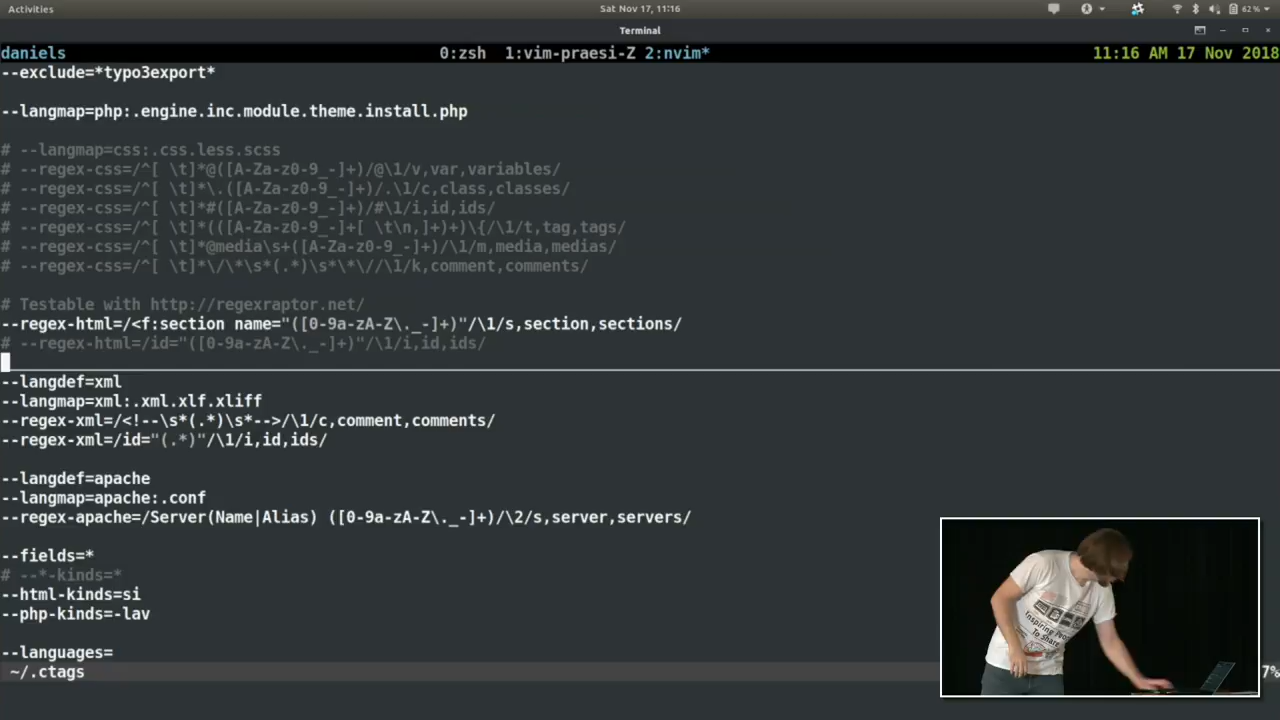 Activities
Sat Nov 17, 11:16
62 %
Terminal
daniels 0:zsh 1:vim-praesi-Z 2:nvim* 11:16 AM 17 Nov 2018
--exclude=*typo3export*
--langmap=php:.engine.inc.module.theme.install.php
# --langmap=css:.css.less.scss
# --regex-css=/^[ \t]*@([A-Za-z0-9_-]+)/@\1/v,var,variables/
# --regex-css=/^[ \t]*\.([A-Za-z0-9_-]+)/.\1/c,class,classes/
# --regex-css=/^[ \t]*#([A-Za-z0-9_-]+)/#\1/i,id,ids/
# --regex-css=/^[ \t]*(([A-Za-z0-9_-]+[ \t\n,]+)+)\{/\1/t,tag,tags/
# --regex-css=/^[ \t]*@media\s+([A-Za-z0-9_-]+)/\1/m,media,medias/
# --regex-css=/^[ \t]*\/\*\s*(.*)\s*\*\//\1/k,comment,comments/
# Testable with http://regexraptor.net/
--regex-html=/<f:section name="([0-9a-zA-Z\._-]+)"/\1/s,section,sections/
# --regex-html=/id="([0-9a-zA-Z\._-]+)"/\1/i,id,ids/
--langdef=xml
--langmap=xml:.xml.xlf.xliff
--regex-xml=/<!--\s*(.*)\s*-->/\1/c,comment,comments/
--regex-xml=/id="(.*)"/\1/i,id,ids/
--langdef=apache
--langmap=apache:.conf
--regex-apache=/Server(Name|Alias) ([0-9a-zA-Z\._-]+)/\2/s,server,servers/
--fields=*
# --*-kinds=*
--html-kinds=si
--php-kinds=-lav
--languages=
~/.ctags 7%
Inspiring People
To Share